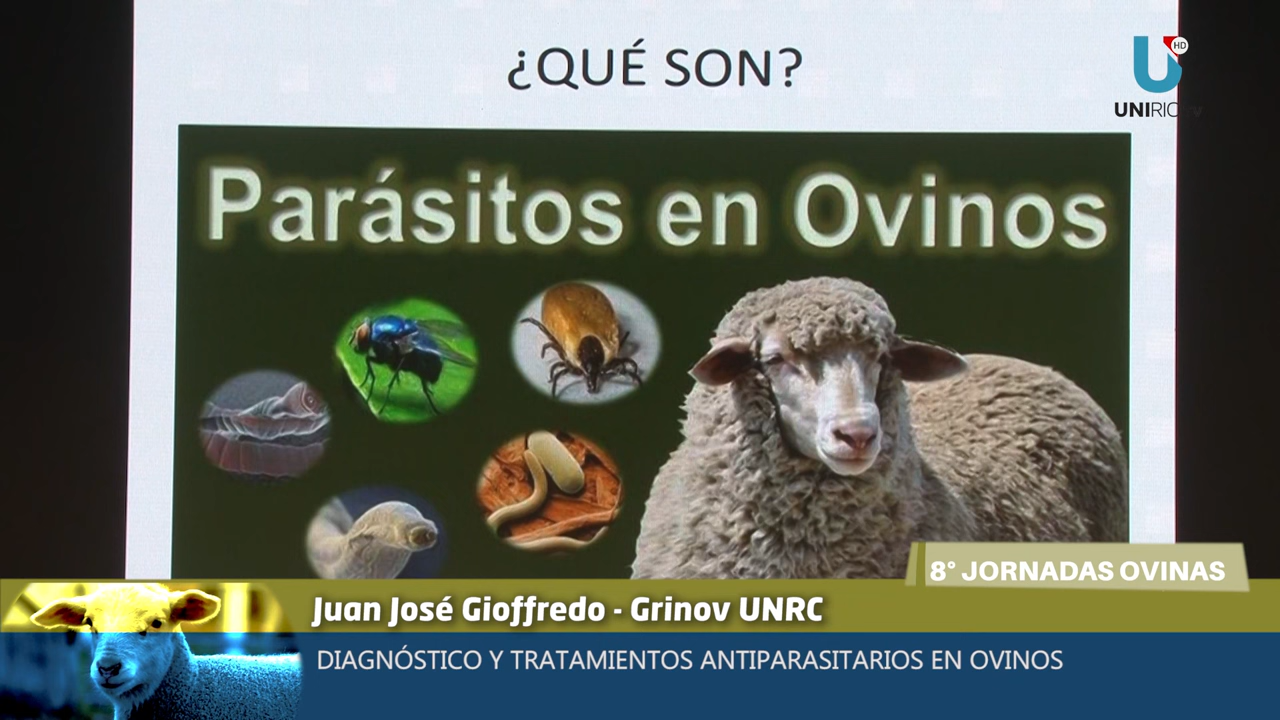 ¿QUÉ SON?
HD
UNIRIO TV
Parásitos en Ovinos
8° JORNADAS OVINAS
Juan José Gioffredo - Grinov UNRC
DIAGNÓSTICO Y TRATAMIENTOS ANTIPARASITARIOS EN OVINOS